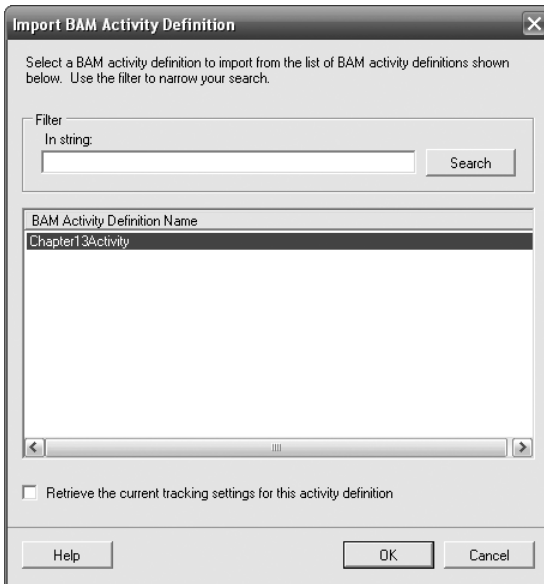 Import BAM Activity Definition
Select a BAM activity definition to import from the list of BAM activity definitions shown
below. Use the filter to narrow your search.
Filter
In string:
Search
BAM Activity Definition Name
Chapter13Activity
Retrieve the current tracking settings for this activity definition
Help
OK
Cancel